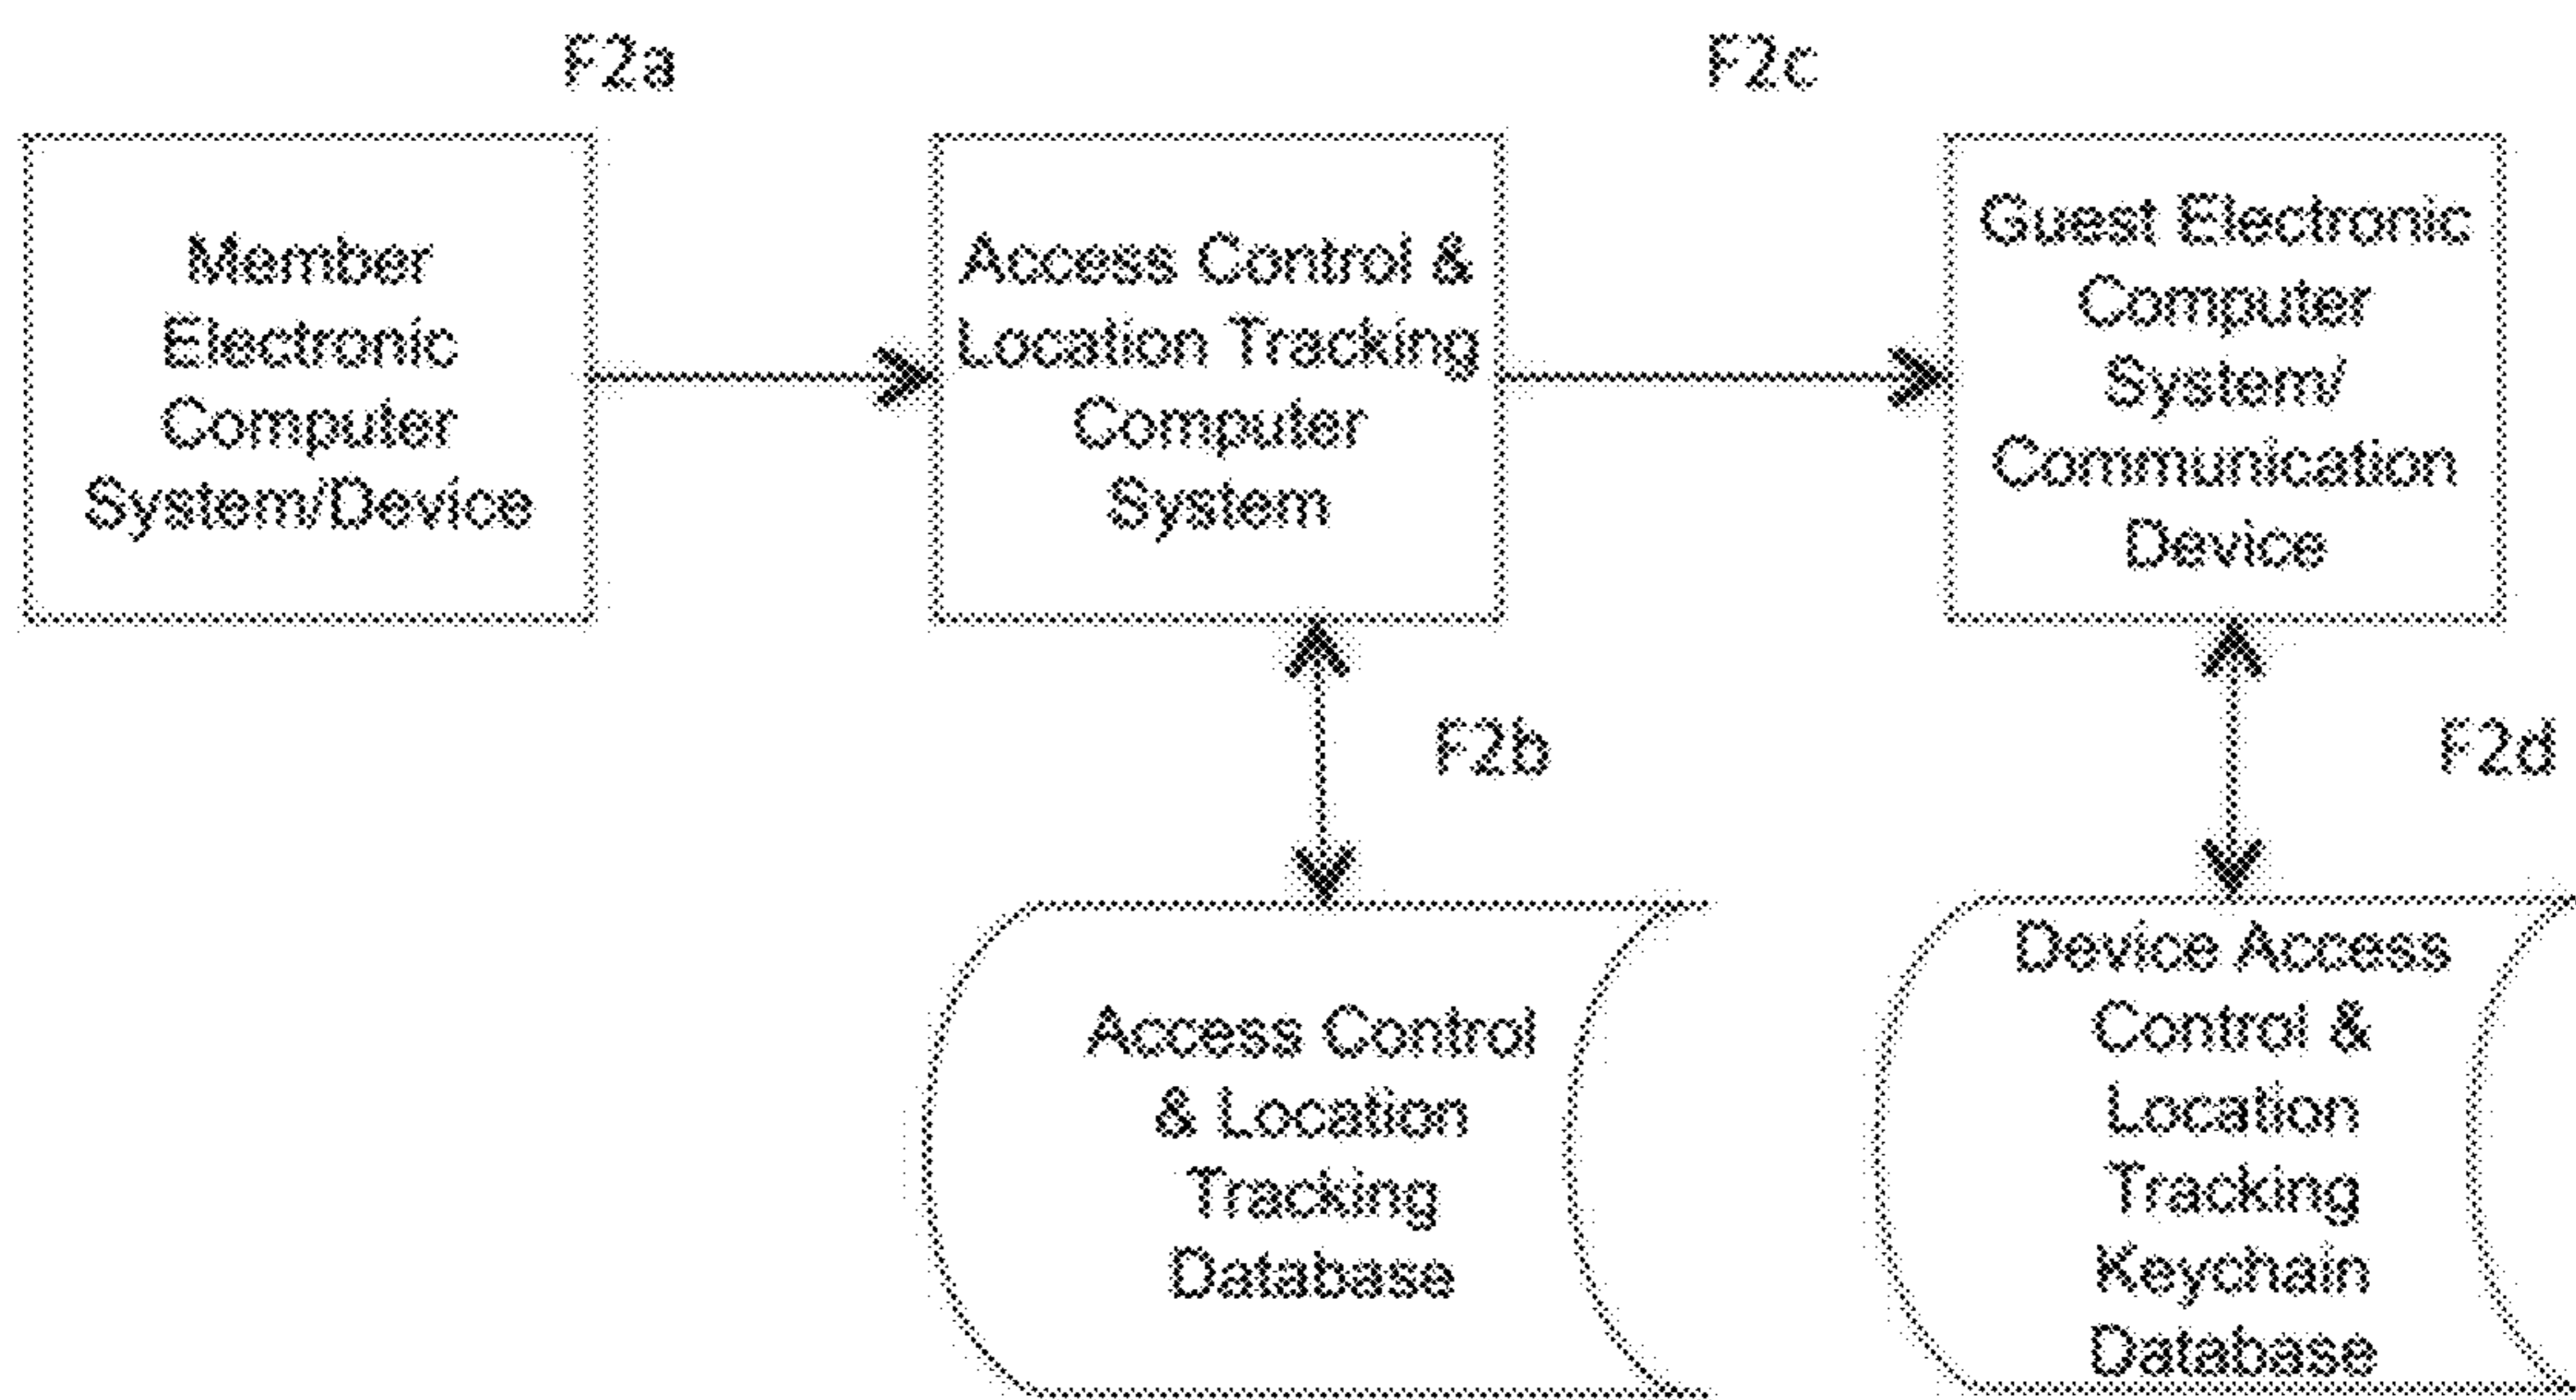 F2a
F2c
Member
Electronic
Computer
System/Device
Access Control &
Location Tracking
Computer
System
Guest Electronic
Computer
System/
Communication
Device
F2b
F2d
Access Control
& Location
Tracking
Database
Device Access
Control &
Location
Tracking
Keychain
Database